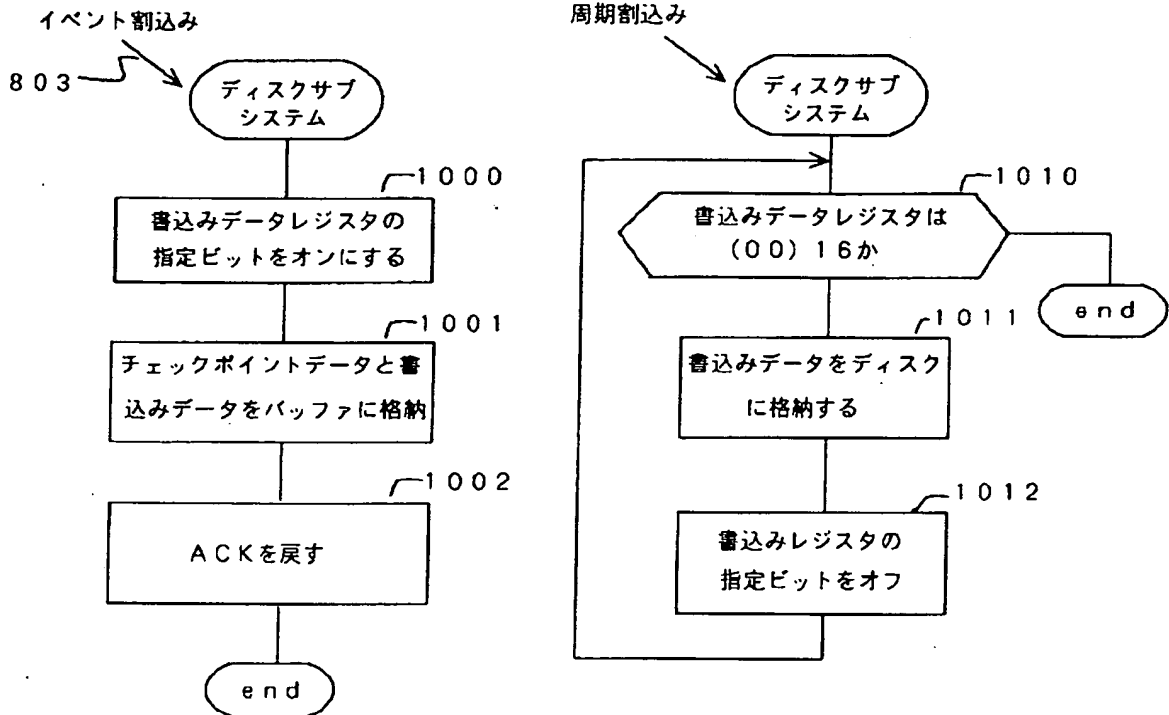 イベント割込み
803
ディスクサブ
システム
1000
書込みデータレジスタの
指定ビットをオンにする
1001
チェックポイントデータと書
込みデータをバッファに格納
1002
ACKを戻す
end
周期割込み
ディスクサブ
システム
1010
書込みデータレジスタは
(00)16か
end
1011
書込みデータをディスク
に格納する
1012
書込みレジスタの
指定ビットをオフ